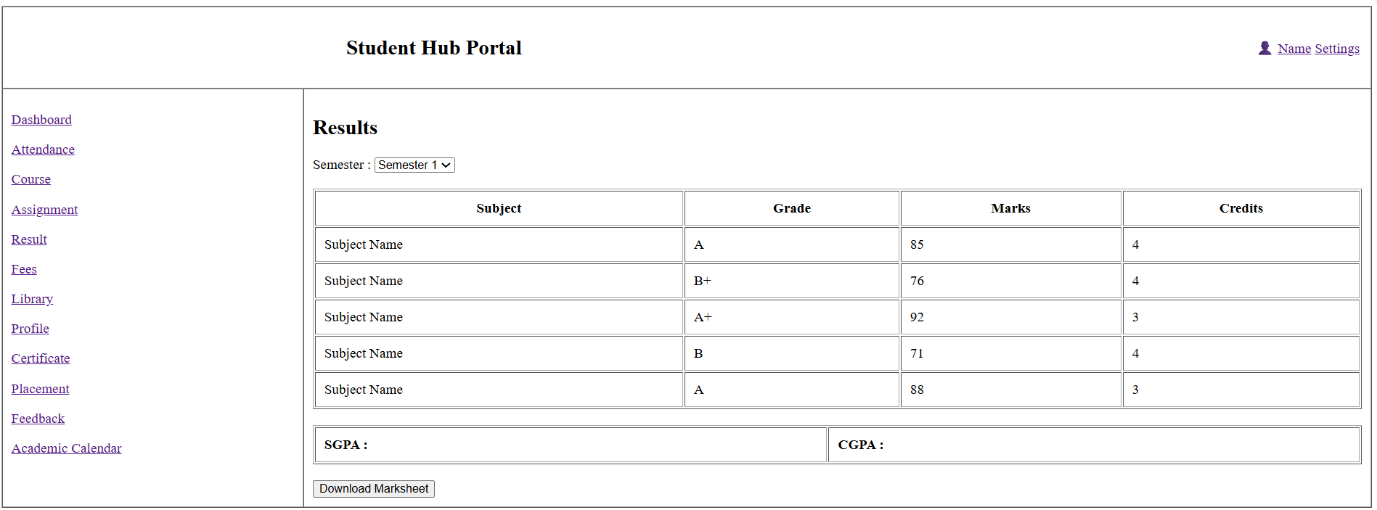 Student Hub Portal
Name Settings
Dashboard
Attendance
Course
Assignment
Result
Fees
Library
Profile
Certificate
Placement
Feedback
Academic Calendar
Results
Semester : Semester 1
Subject Grade Marks Credits
Subject Name A 85 4
Subject Name B+ 76 4
Subject Name A+ 92 3
Subject Name B 71 4
Subject Name A 88 3
SGPA : CGPA :
Download Marksheet